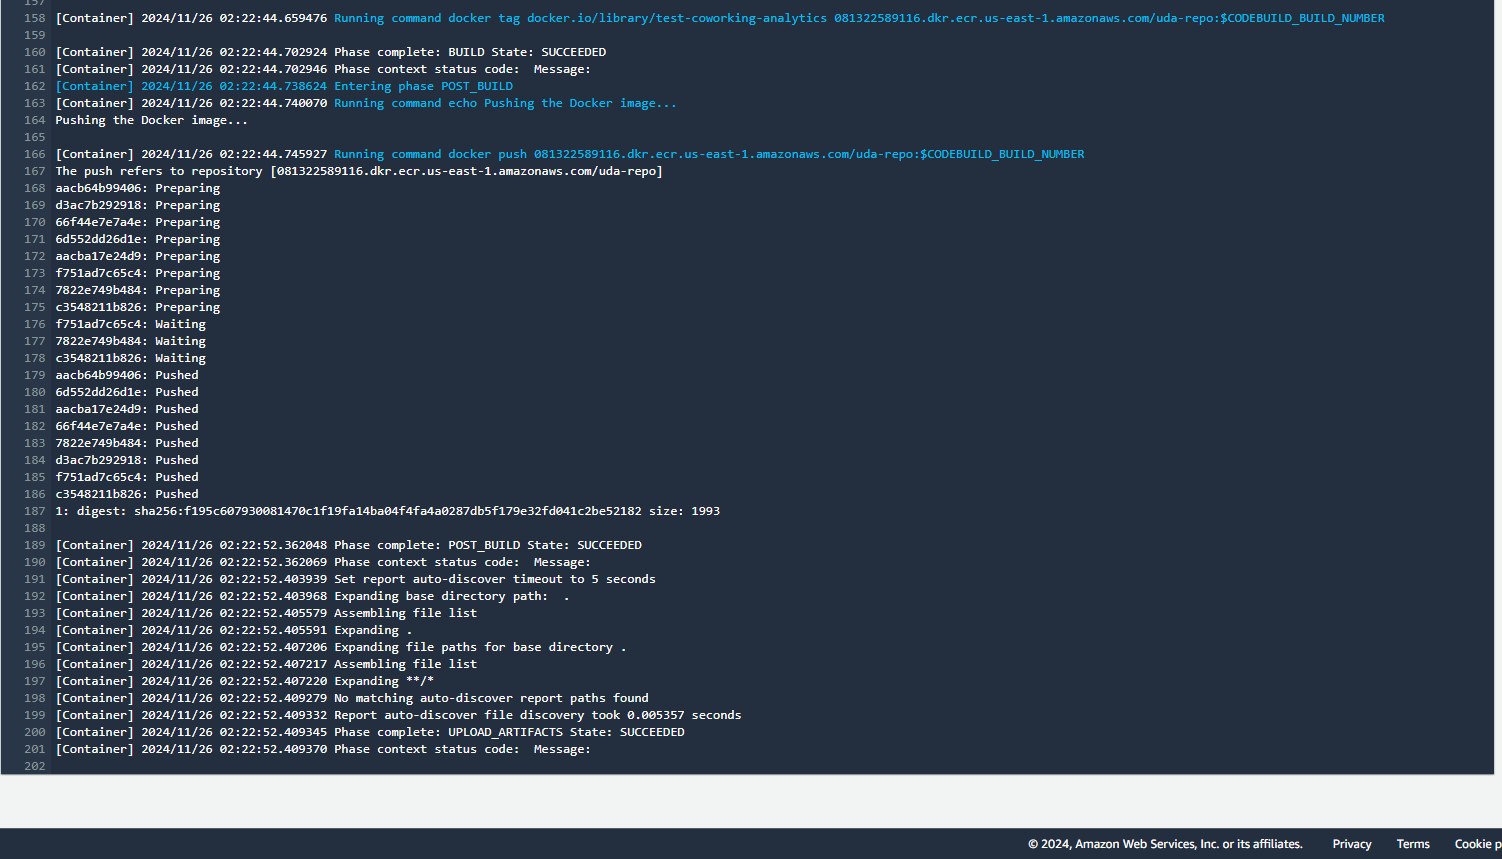 157
158 [Container] 2024/11/26 02:22:44.659476 Running command docker tag docker.io/library/test-coworking-analytics 081322589116.dkr.ecr.us-east-1.amazonaws.com/uda-repo:$CODEBUILD_BUILD_NUMBER
159
160 [Container] 2024/11/26 02:22:44.702924 Phase complete: BUILD State: SUCCEEDED
161 [Container] 2024/11/26 02:22:44.702946 Phase context status code:  Message:
162 [Container] 2024/11/26 02:22:44.738624 Entering phase POST_BUILD
163 [Container] 2024/11/26 02:22:44.740070 Running command echo Pushing the Docker image...
164 Pushing the Docker image...
165
166 [Container] 2024/11/26 02:22:44.745927 Running command docker push 081322589116.dkr.ecr.us-east-1.amazonaws.com/uda-repo:$CODEBUILD_BUILD_NUMBER
167 The push refers to repository [081322589116.dkr.ecr.us-east-1.amazonaws.com/uda-repo]
168 aacb64b99406: Preparing
169 d3ac7b292918: Preparing
170 66f44e7e7a4e: Preparing
171 6d552dd26d1e: Preparing
172 aacba17e24d9: Preparing
173 f751ad7c65c4: Preparing
174 7822e749b484: Preparing
175 c3548211b826: Preparing
176 f751ad7c65c4: Waiting
177 7822e749b484: Waiting
178 c3548211b826: Waiting
179 aacb64b99406: Pushed
180 6d552dd26d1e: Pushed
181 aacba17e24d9: Pushed
182 66f44e7e7a4e: Pushed
183 7822e749b484: Pushed
184 d3ac7b292918: Pushed
185 f751ad7c65c4: Pushed
186 c3548211b826: Pushed
187 1: digest: sha256:f195c607930081470c1f19fa14ba04f4fa4a0287db5f179e32fd041c2be52182 size: 1993
188
189 [Container] 2024/11/26 02:22:52.362048 Phase complete: POST_BUILD State: SUCCEEDED
190 [Container] 2024/11/26 02:22:52.362069 Phase context status code:  Message:
191 [Container] 2024/11/26 02:22:52.403939 Set report auto-discover timeout to 5 seconds
192 [Container] 2024/11/26 02:22:52.403968 Expanding base directory path:  .
193 [Container] 2024/11/26 02:22:52.405579 Assembling file list
194 [Container] 2024/11/26 02:22:52.405591 Expanding .
195 [Container] 2024/11/26 02:22:52.407206 Expanding file paths for base directory .
196 [Container] 2024/11/26 02:22:52.407217 Assembling file list
197 [Container] 2024/11/26 02:22:52.407220 Expanding **/*
198 [Container] 2024/11/26 02:22:52.409279 No matching auto-discover report paths found
199 [Container] 2024/11/26 02:22:52.409332 Report auto-discover file discovery took 0.005357 seconds
200 [Container] 2024/11/26 02:22:52.409345 Phase complete: UPLOAD_ARTIFACTS State: SUCCEEDED
201 [Container] 2024/11/26 02:22:52.409370 Phase context status code:  Message:
202
© 2024, Amazon Web Services, Inc. or its affiliates. Privacy Terms Cookie p